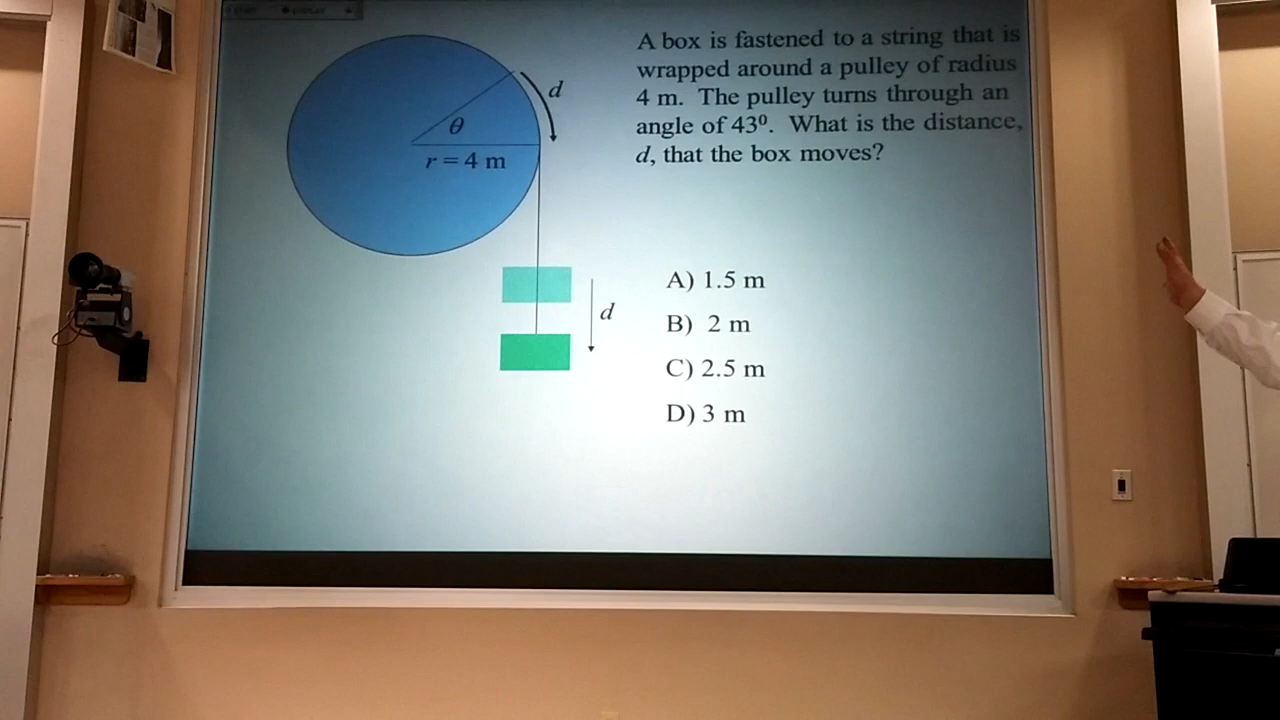 A box is fastened to a string that is
wrapped around a pulley of radius
4 m. The pulley turns through an
angle of 43⁰. What is the distance,
d, that the box moves?
d
θ
r = 4 m
d
A) 1.5 m
B) 2 m
C) 2.5 m
D) 3 m